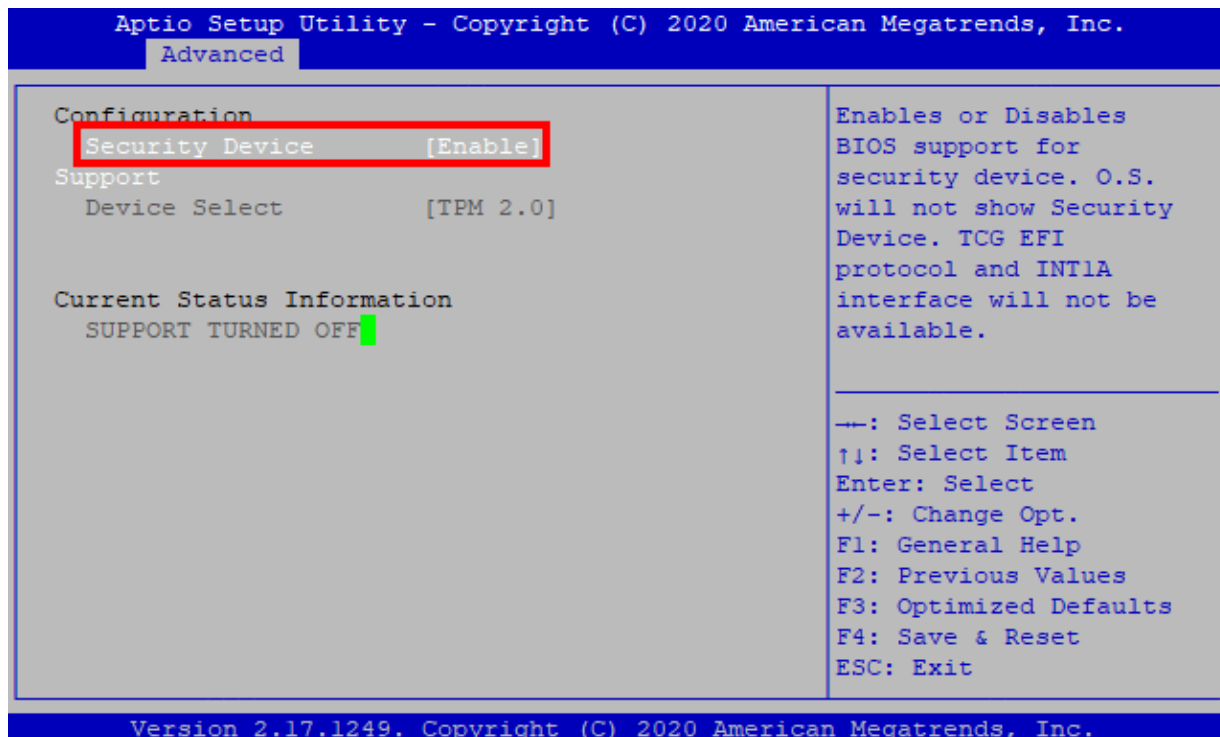 Aptio Setup Utility - Copyright (C) 2020 American Megatrends, Inc.
Advanced
Configuration
Security Device [Enable]
Support
Device Select [TPM 2.0]
Current Status Information
SUPPORT TURNED OFF
Enables or Disables
BIOS support for
security device. O.S.
will not show Security
Device. TCG EFI
protocol and INT1A
interface will not be
available.
→←: Select Screen
↑↓: Select Item
Enter: Select
+/-: Change Opt.
F1: General Help
F2: Previous Values
F3: Optimized Defaults
F4: Save & Reset
ESC: Exit
Version 2.17.1249. Copyright (C) 2020 American Megatrends, Inc.